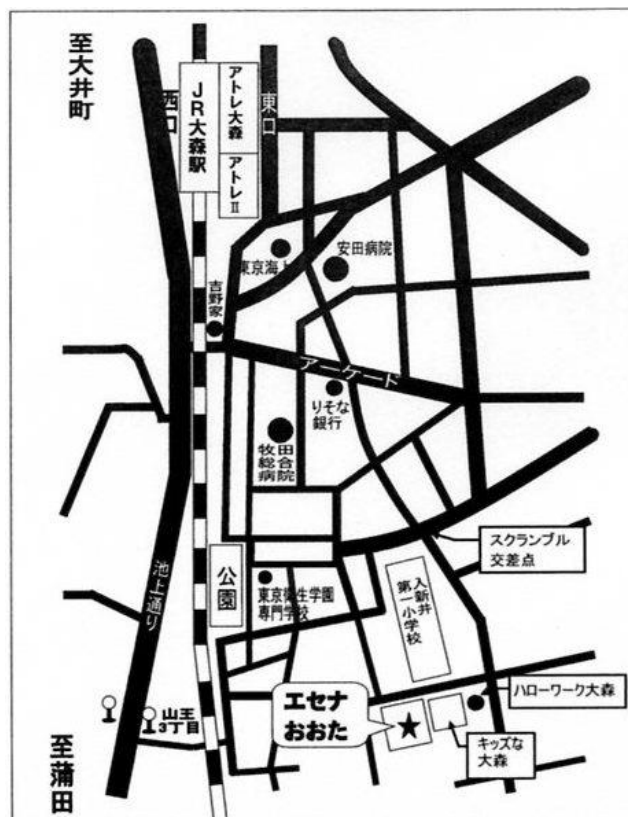 至大井町
西口
JR大森駅
アトレ大森
アトレⅡ
東口
東京海上
安田病院
吉野家
アーケード
りそな
銀行
牧田
総合
病院
スクランブル
交差点
公園
池上通り
東京衛生学園
専門学校
入新井
第一小学校
ハローワーク大森
エセナ
おおた
キッズな
大森
山王
3丁目
至蒲田